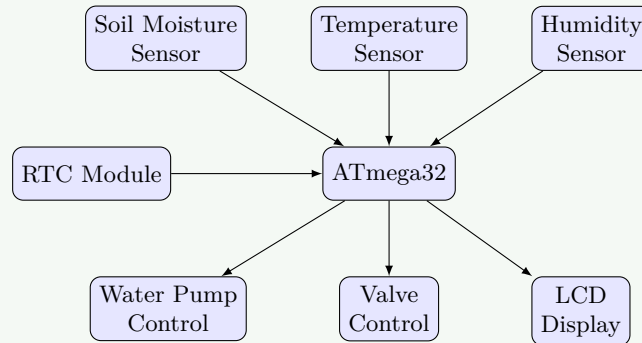 Soil Moisture
Sensor
Temperature
Sensor
Humidity
Sensor
RTC Module
ATmega32
Water Pump
Control
Valve
Control
LCD
Display